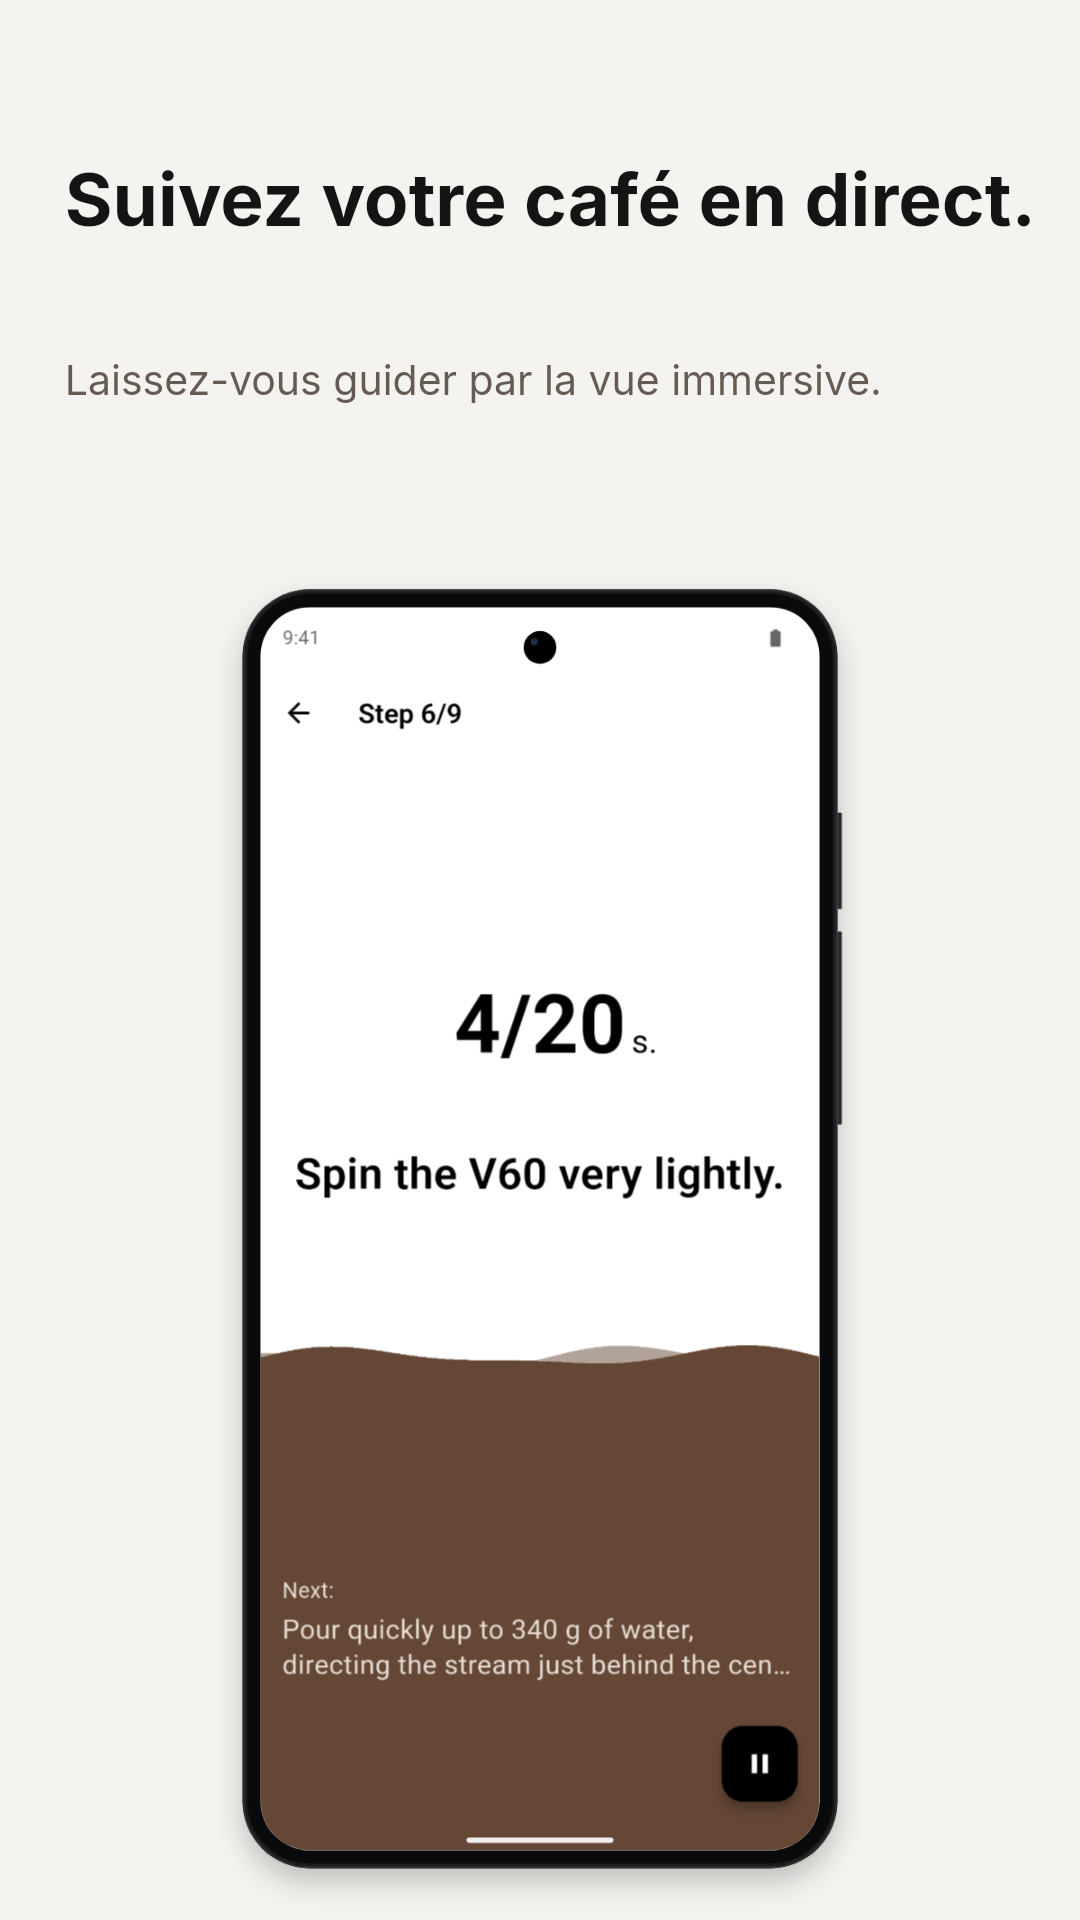 Suivez votre café en direct.
Laissez-vous guider par la vue immersive.
9:41
Step 6/9
4/20 s.
Spin the V60 very lightly.
Next:
Pour quickly up to 340 g of water,
directing the stream just behind the cen…